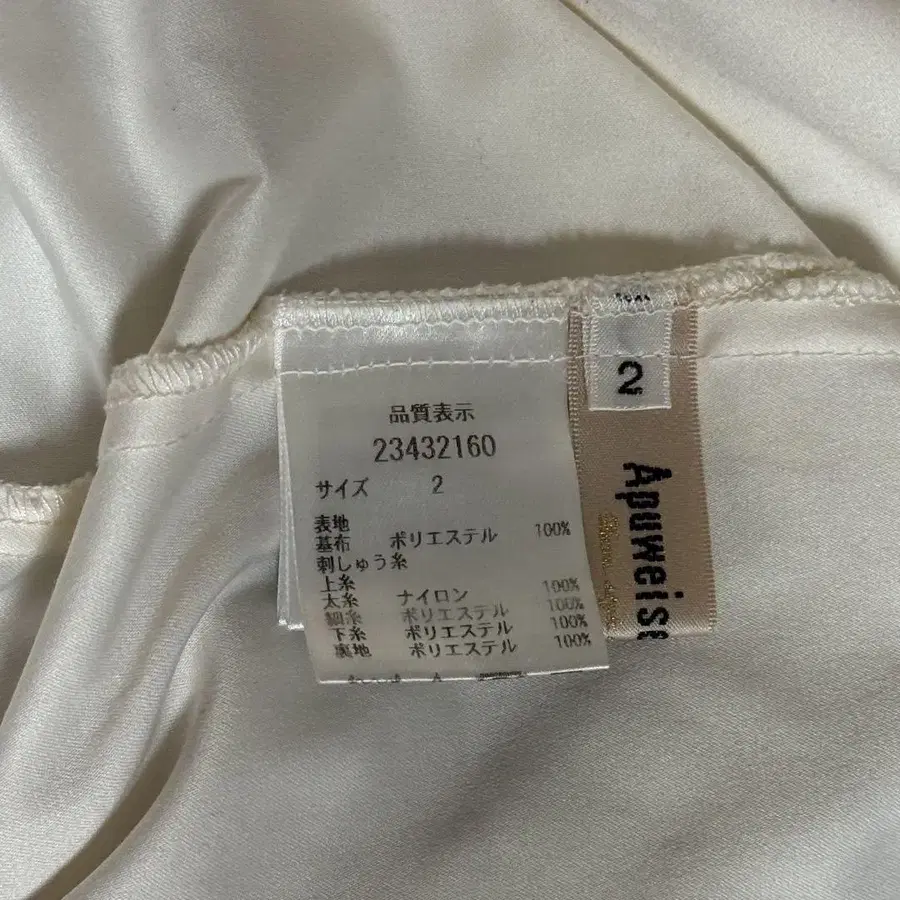 品質表示
23432160
サイズ 2
表地
基布 ポリエステル 100%
刺しゅう糸
上糸
太糸 ナイロン 100%
細糸 ポリエステル 100%
下糸 ポリエステル 100%
裏地 ポリエステル 100%
2
Apuweise